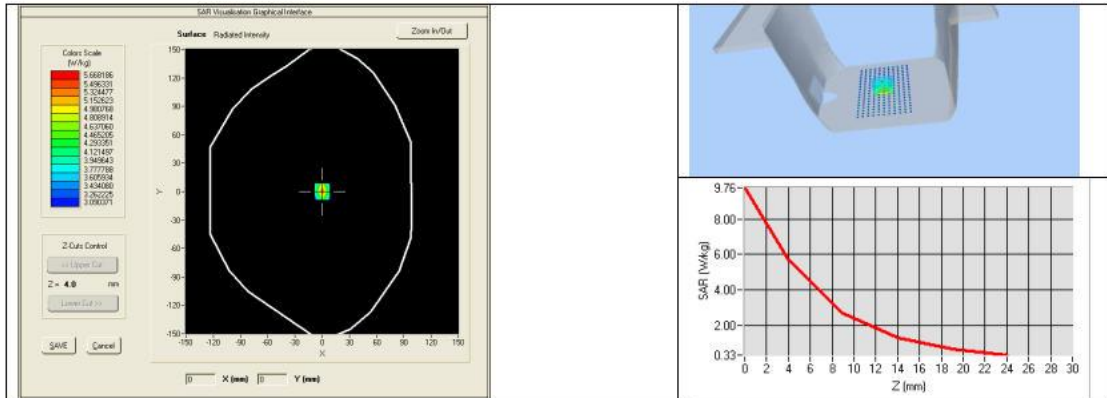 SAR Visualisation Graphical Interface
Surface Radiated Intensity
Zoom In/Out
Colors Scale
(W/kg)
5.668186
5.496331
5.324477
5.152623
4.980768
4.808914
4.637060
4.465205
4.293351
4.121497
3.949643
3.777788
3.605934
3.434080
3.262225
3.090371
Z-Cuts Control
<< Upper Cut
Z = 4.0 mm
Lower Cut >>
SAVE Cancel
150-
120-
90-
60-
30-
0-
-30-
-60-
-90-
-120-
-150-
Y
-150 -120 -90 -60 -30 0 30 60 90 120 150
X
0 X (mm) 0 Y (mm)
9.76
8.00
6.00
4.00
2.00
0.33
SAR (W/kg)
0 2 4 6 8 10 12 14 16 18 20 22 24 26 28 30
Z (mm)